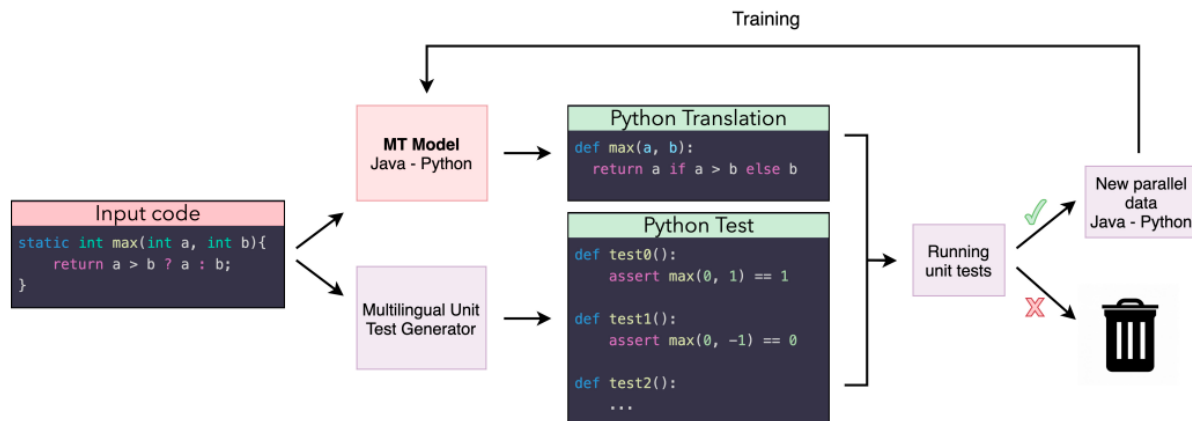 Training
MT Model
Java - Python
Python Translation
def max(a, b):
  return a if a > b else b
Input code
static int max(int a, int b){
    return a > b ? a : b;
}
Multilingual Unit
Test Generator
Python Test
def test0():
    assert max(0, 1) == 1
def test1():
    assert max(0, -1) == 0
def test2():
    ...
Running
unit tests
New parallel
data
Java - Python